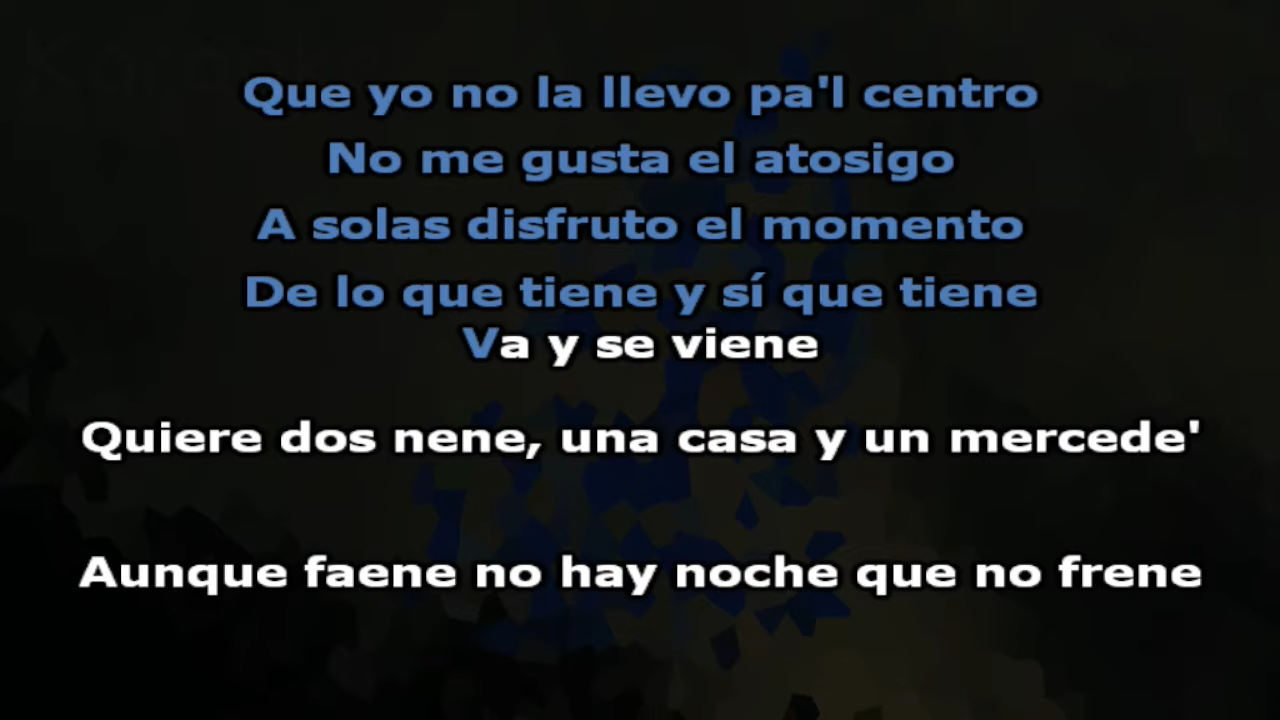 Que yo no la llevo pa'l centro
No me gusta el atosigo
A solas disfruto el momento
De lo que tiene y sí que tiene
Va y se viene
Quiere dos nene, una casa y un mercede'
Aunque faene no hay noche que no frene